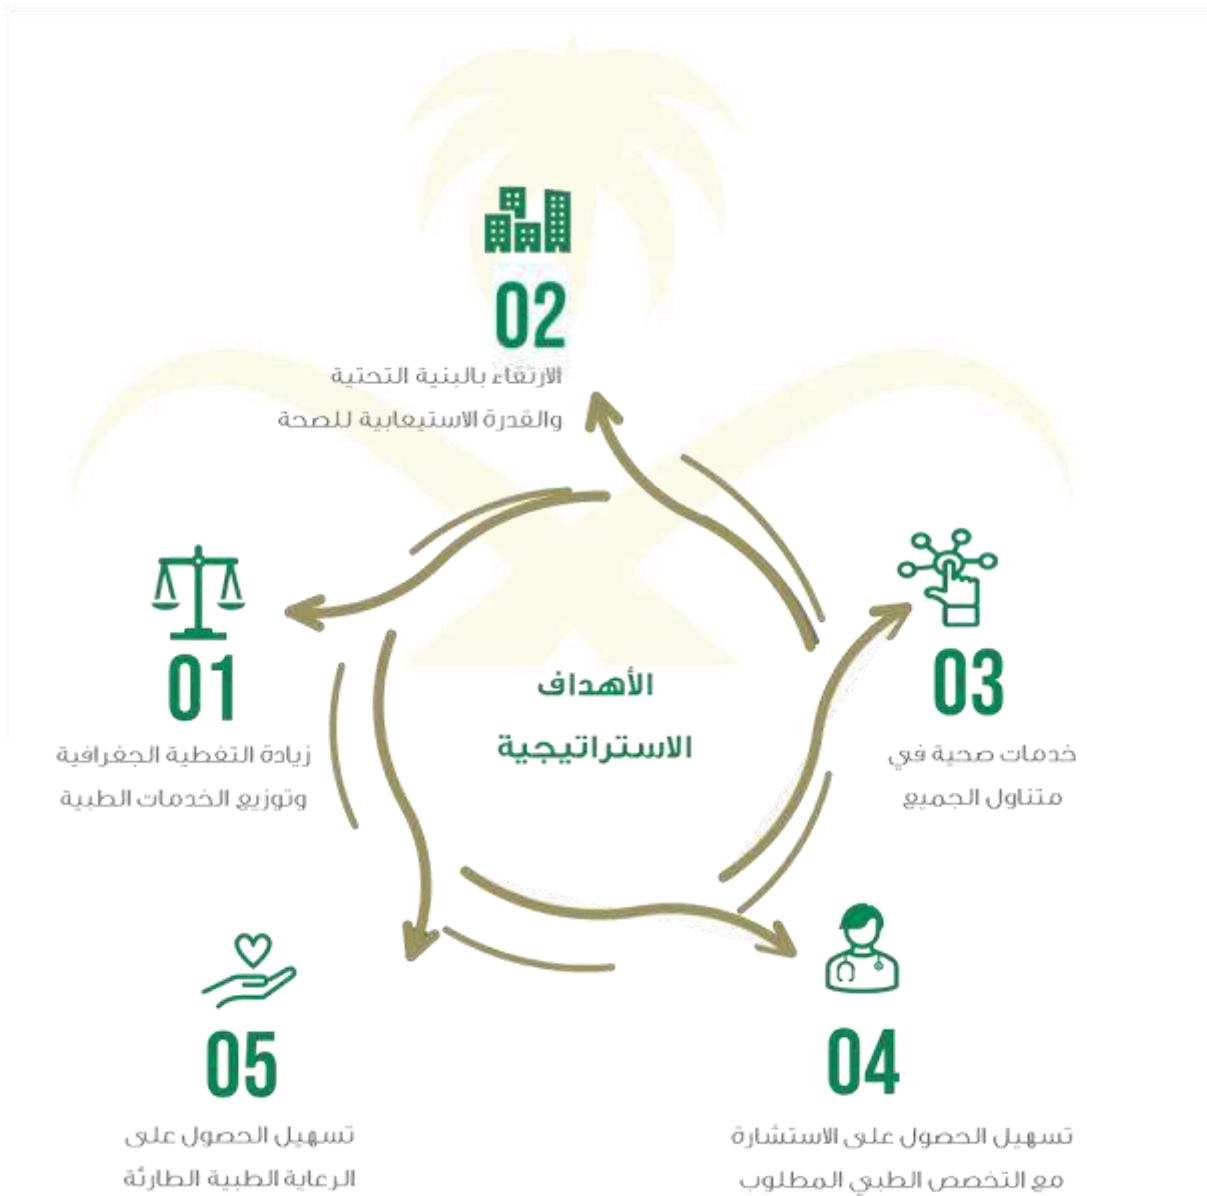 02
الارتقاء بالبنية التحتية
والقدرة الاستيعابية للصحة
01
زيادة التغطية الجغرافية
وتوزيع الخدمات الطبية
الأهداف
الاستراتيجية
03
خدمات صحية في
متناول الجميع
04
تسهيل الحصول على الاستشارة
مع التخصص الطبي المطلوب
05
تسهيل الحصول على
الرعاية الطبية الطارئة